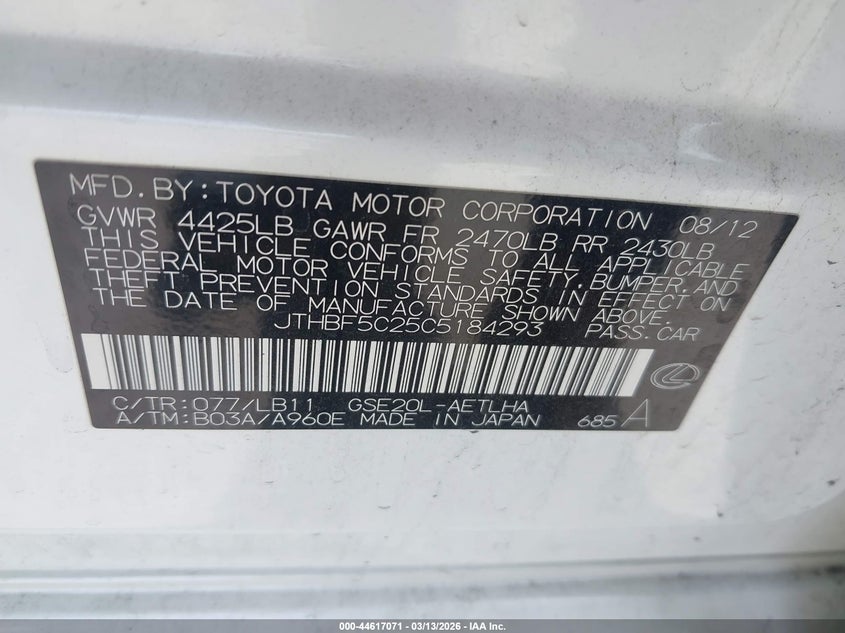 MFD. BY: TOYOTA MOTOR CORPORATION 08/12
GVWR 4425LB GAWR FR 2470LB RR 2430LB
THIS VEHICLE CONFORMS TO ALL APPLICABLE
FEDERAL MOTOR VEHICLE SAFETY, BUMPER, AND
THEFT PREVENTION STANDARDS IN EFFECT ON
THE DATE OF MANUFACTURE SHOWN ABOVE.
JTHBF5C25C5184293 PASS. CAR
C/TR: 077/LB11 GSE20L-AETLHA
A/TM: B03A/A960E MADE IN JAPAN 685 A
000-44617071 - 03/13/2026 - IAA Inc.